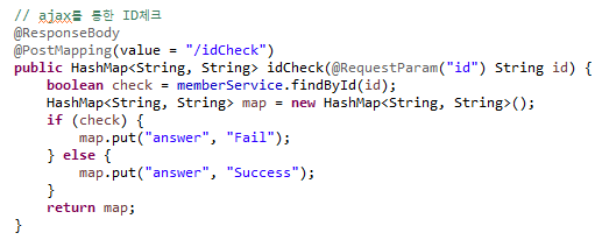 // ajax를 통한 ID체크
@ResponseBody
@PostMapping(value = "/idCheck")
public HashMap<String, String> idCheck(@RequestParam("id") String id) {
    boolean check = memberService.findById(id);
    HashMap<String, String> map = new HashMap<String, String>();
    if (check) {
        map.put("answer", "Fail");
    } else {
        map.put("answer", "Success");
    }
    return map;
}